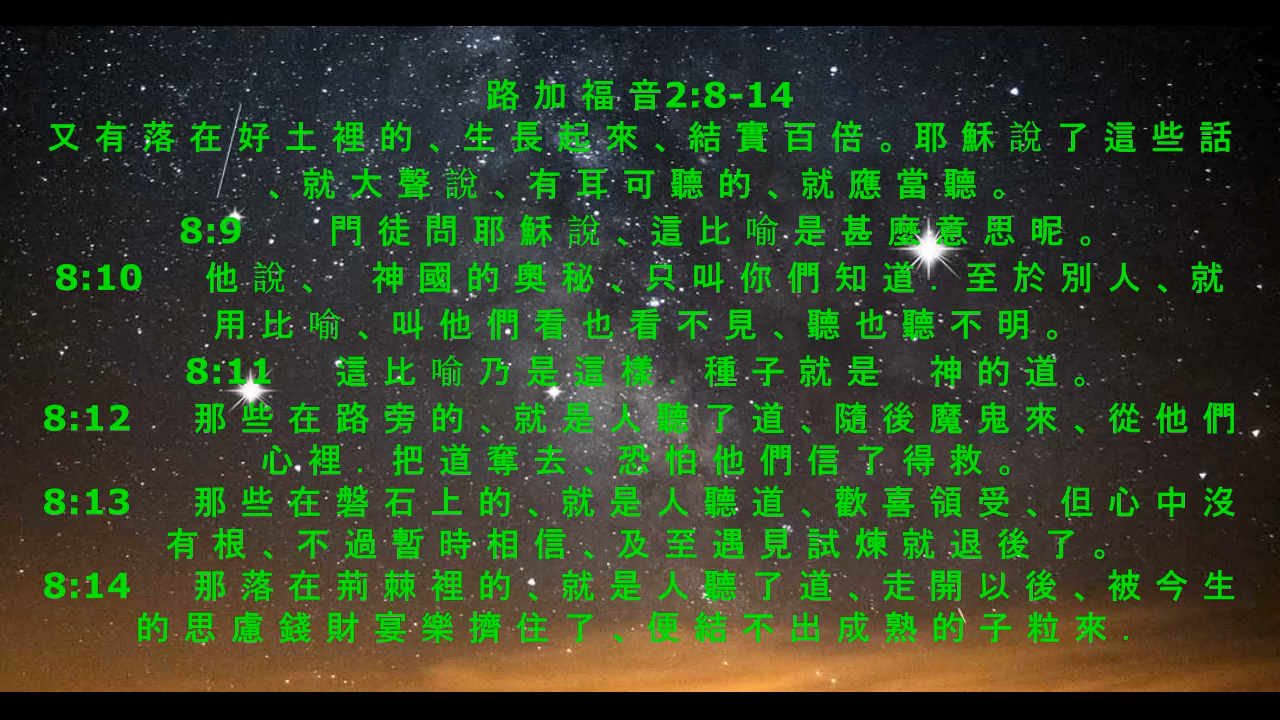 路加福音2:8-14
又有落在好土裡的、生長起來、結實百倍。耶穌說了這些話
、就大聲說、有耳可聽的、就應當聽。
8:9 門徒問耶穌說、這比喻是甚麼意思呢。
8:10 他說、 神國的奧秘、只叫你們知道．至於別人、就
用比喻、叫他們看也看不見、聽也聽不明。
8:11 這比喻乃是這樣．種子就是 神的道。
8:12 那些在路旁的、就是人聽了道、隨後魔鬼來、從他們
心裡．把道奪去、恐怕他們信了得救。
8:13 那些在磐石上的、就是人聽道、歡喜領受、但心中沒
有根、不過暫時相信、及至遇見試煉就退後了。
8:14 那落在荊棘裡的、就是人聽了道、走開以後、被今生
的思慮錢財宴樂擠住了、便結不出成熟的子粒來．